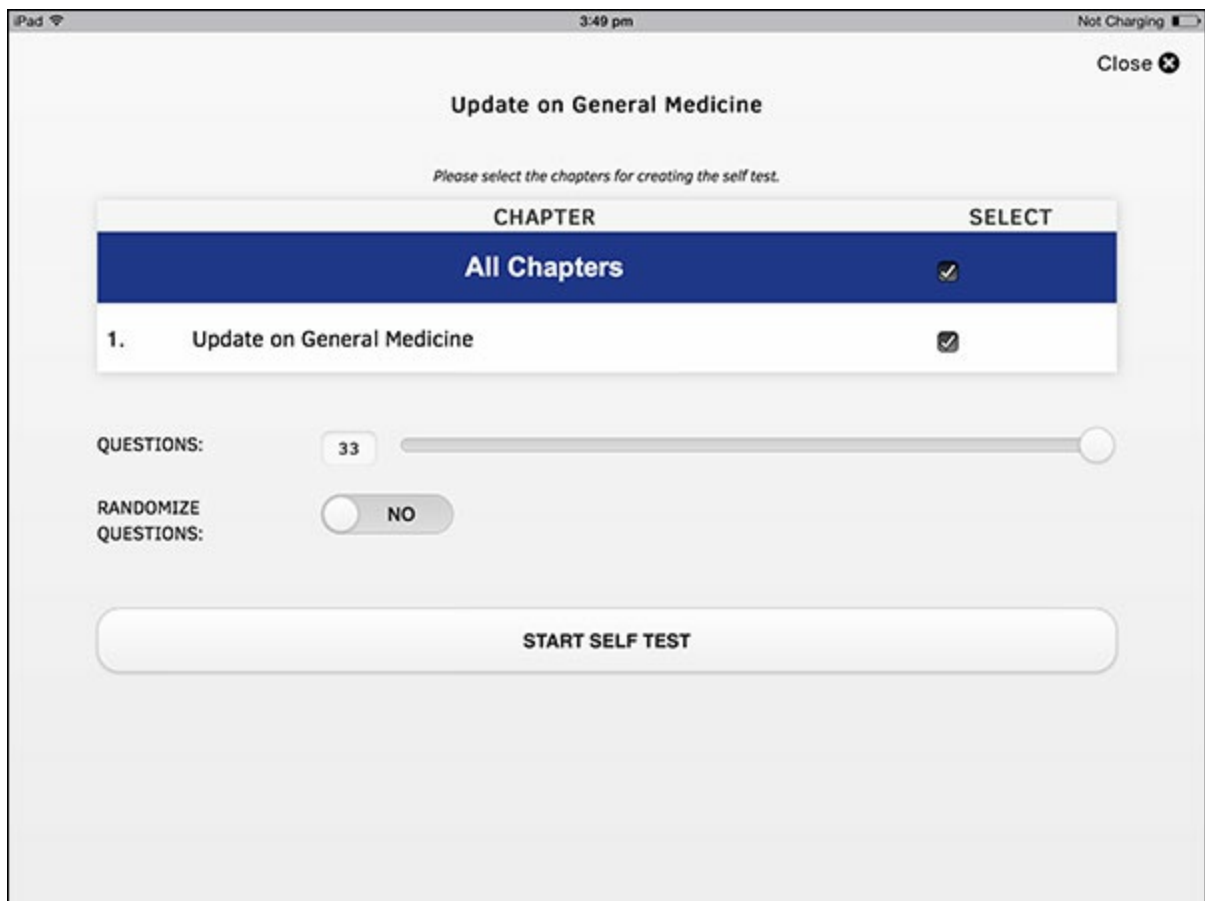 iPad 3:49 pm Not Charging
Close
Update on General Medicine
Please select the chapters for creating the self test.
CHAPTER SELECT
All Chapters
1. Update on General Medicine
QUESTIONS: 33
RANDOMIZE
QUESTIONS:
NO
START SELF TEST